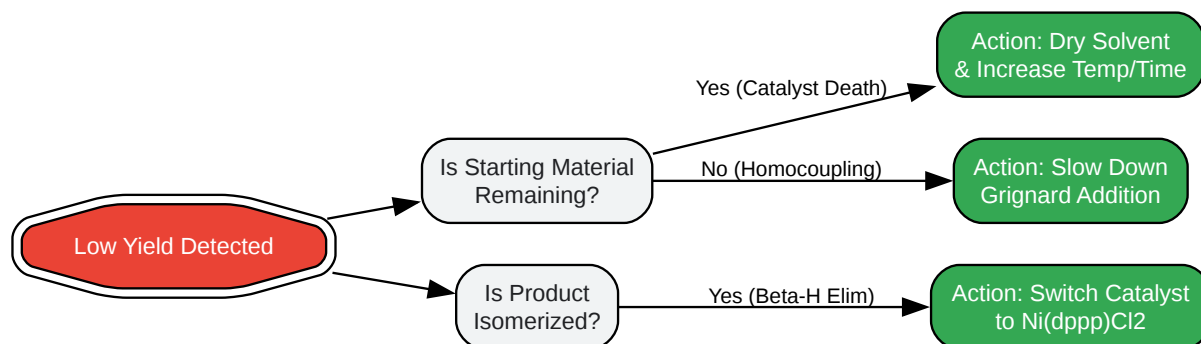 Low Yield Detected
Is Starting Material
Remaining?
Yes (Catalyst Death)
Action: Dry Solvent
& Increase Temp/Time
No (Homocoupling)
Action: Slow Down
Grignard Addition
Is Product
Isomerized?
Yes (Beta-H Elim)
Action: Switch Catalyst
to Ni(dppp)Cl2